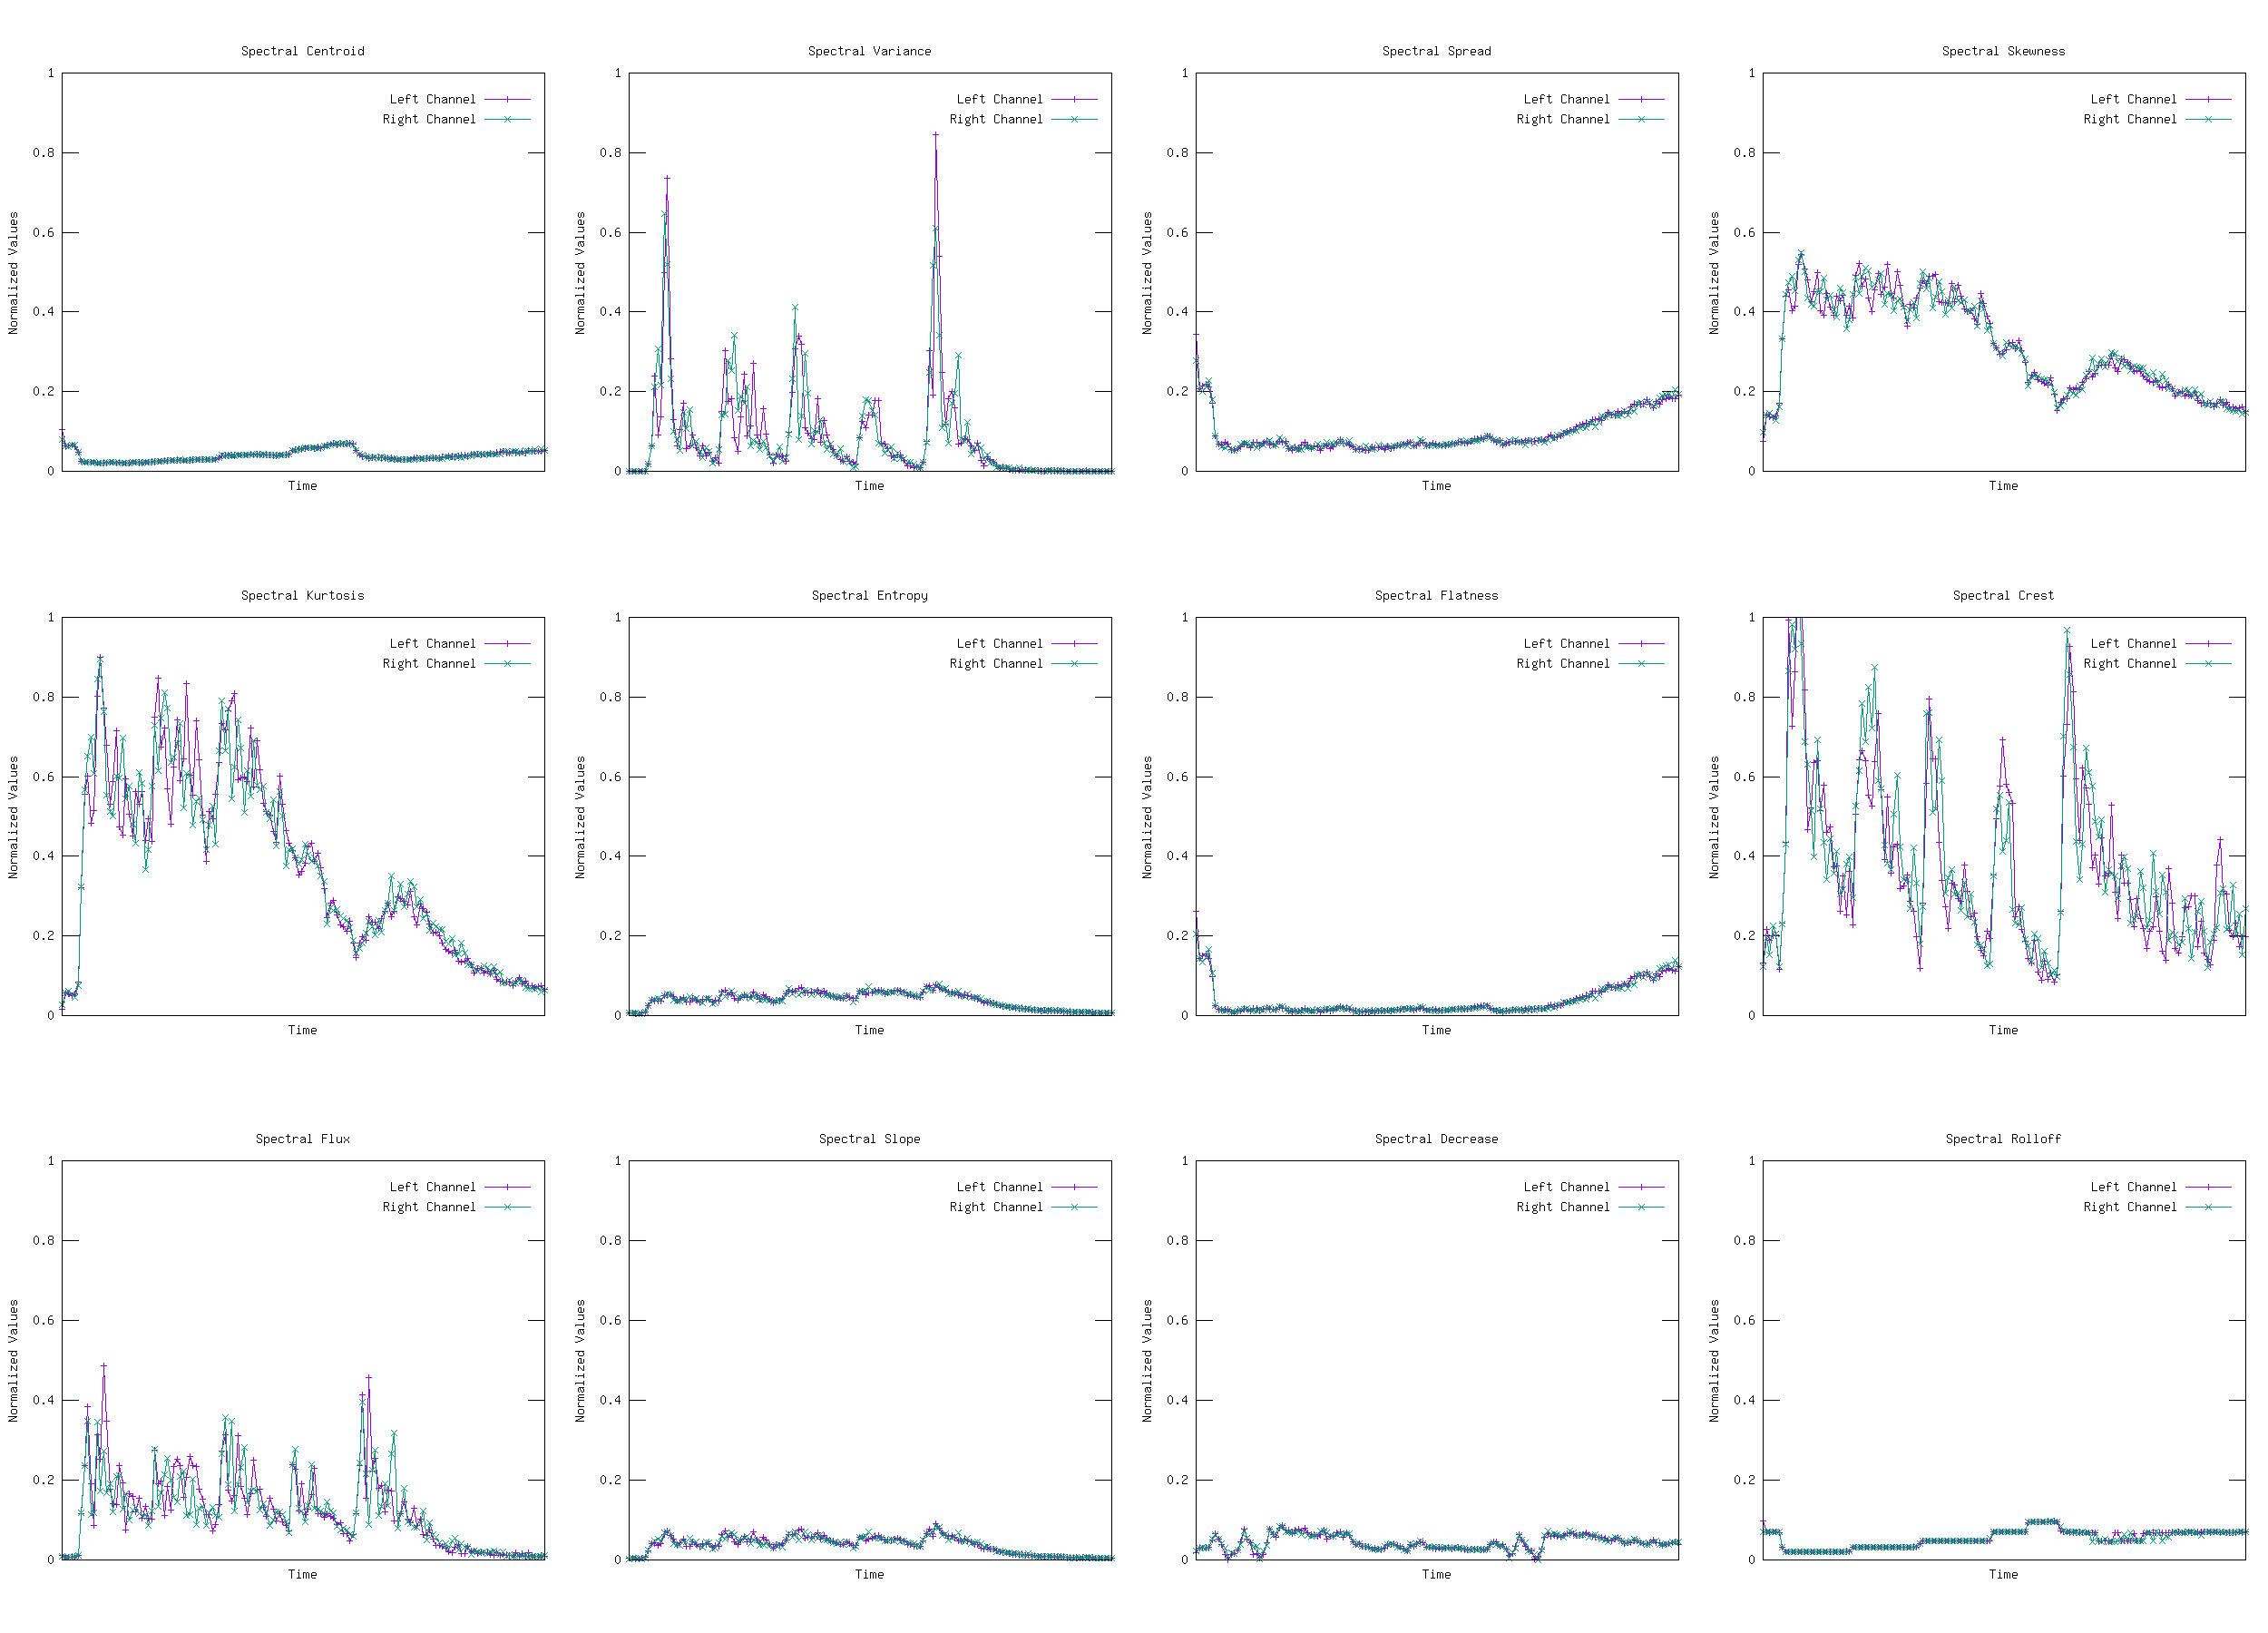 Spectral Centroid
1
0.8
0.6
0.4
0.2
0
Normalized Values
Time
Left Channel
Right Channel
Spectral Variance
1
0.8
0.6
0.4
0.2
0
Normalized Values
Time
Left Channel
Right Channel
Spectral Spread
1
0.8
0.6
0.4
0.2
0
Normalized Values
Time
Left Channel
Right Channel
Spectral Skewness
1
0.8
0.6
0.4
0.2
0
Normalized Values
Time
Left Channel
Right Channel
Spectral Kurtosis
1
0.8
0.6
0.4
0.2
0
Normalized Values
Time
Left Channel
Right Channel
Spectral Entropy
1
0.8
0.6
0.4
0.2
0
Normalized Values
Time
Left Channel
Right Channel
Spectral Flatness
1
0.8
0.6
0.4
0.2
0
Normalized Values
Time
Left Channel
Right Channel
Spectral Crest
1
0.8
0.6
0.4
0.2
0
Normalized Values
Time
Left Channel
Right Channel
Spectral Flux
1
0.8
0.6
0.4
0.2
0
Normalized Values
Time
Left Channel
Right Channel
Spectral Slope
1
0.8
0.6
0.4
0.2
0
Normalized Values
Time
Left Channel
Right Channel
Spectral Decrease
1
0.8
0.6
0.4
0.2
0
Normalized Values
Time
Left Channel
Right Channel
Spectral Rolloff
1
0.8
0.6
0.4
0.2
0
Normalized Values
Time
Left Channel
Right Channel